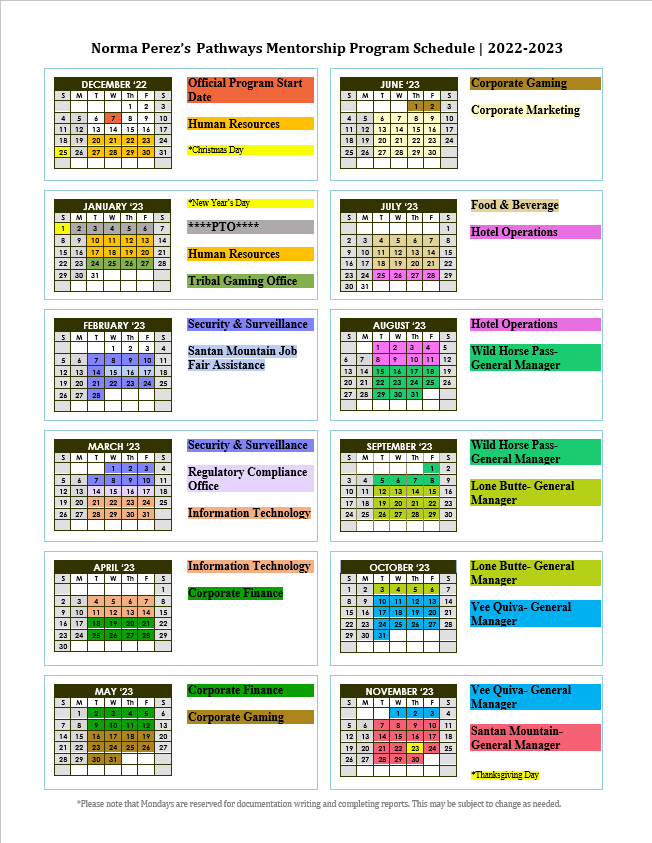 Norma Perez's Pathways Mentorship Program Schedule | 2022-2023
DECEMBER '22
S M T W Th F S
1 2 3
4 5 6 7 8 9 10
11 12 13 14 15 16 17
18 19 20 21 22 23 24
25 26 27 28 29 30 31
Official Program Start
Date
Human Resources
*Christmas Day
JUNE '23
S M T W Th F S
1 2 3
4 5 6 7 8 9 10
11 12 13 14 15 16 17
18 19 20 21 22 23 24
25 26 27 28 29 30
Corporate Gaming
Corporate Marketing
JANUARY '23
S M T W Th F S
1 2 3 4 5 6 7
8 9 10 11 12 13 14
15 16 17 18 19 20 21
22 23 24 25 26 27 28
29 30 31
*New Year's Day
****PTO****
Human Resources
Tribal Gaming Office
JULY '23
S M T W Th F S
1
2 3 4 5 6 7 8
9 10 11 12 13 14 15
16 17 18 19 20 21 22
23 24 25 26 27 28 29
30 31
Food & Beverage
Hotel Operations
FEBRUARY '23
S M T W Th F S
1 2 3 4
5 6 7 8 9 10 11
12 13 14 15 16 17 18
19 20 21 22 23 24 25
26 27 28
Security & Surveillance
Santan Mountain Job
Fair Assistance
AUGUST '23
S M T W Th F S
1 2 3 4 5
6 7 8 9 10 11 12
13 14 15 16 17 18 19
20 21 22 23 24 25 26
27 28 29 30 31
Hotel Operations
Wild Horse Pass-
General Manager
MARCH '23
S M T W Th F S
1 2 3 4
5 6 7 8 9 10 11
12 13 14 15 16 17 18
19 20 21 22 23 24 25
26 27 28 29 30 31
Security & Surveillance
Regulatory Compliance
Office
Information Technology
SEPTEMBER '23
S M T W Th F S
1 2
3 4 5 6 7 8 9
10 11 12 13 14 15 16
17 18 19 20 21 22 23
24 25 26 27 28 29 30
Wild Horse Pass-
General Manager
Lone Butte- General
Manager
APRIL '23
S M T W Th F S
1
2 3 4 5 6 7 8
9 10 11 12 13 14 15
16 17 18 19 20 21 22
23 24 25 26 27 28 29
30
Information Technology
Corporate Finance
OCTOBER '23
S M T W Th F S
1 2 3 4 5 6 7
8 9 10 11 12 13 14
15 16 17 18 19 20 21
22 23 24 25 26 27 28
29 30 31
Lone Butte- General
Manager
Vee Quiva- General
Manager
MAY '23
S M T W Th F S
1 2 3 4 5 6
7 8 9 10 11 12 13
14 15 16 17 18 19 20
21 22 23 24 25 26 27
28 29 30 31
Corporate Finance
Corporate Gaming
NOVEMBER '23
S M T W Th F S
1 2 3 4
5 6 7 8 9 10 11
12 13 14 15 16 17 18
19 20 21 22 23 24 25
26 27 28 29 30
Vee Quiva- General
Manager
Santan Mountain-
General Manager
*Thanksgiving Day
*Please note that Mondays are reserved for documentation writing and completing reports. This may be subject to change as needed.